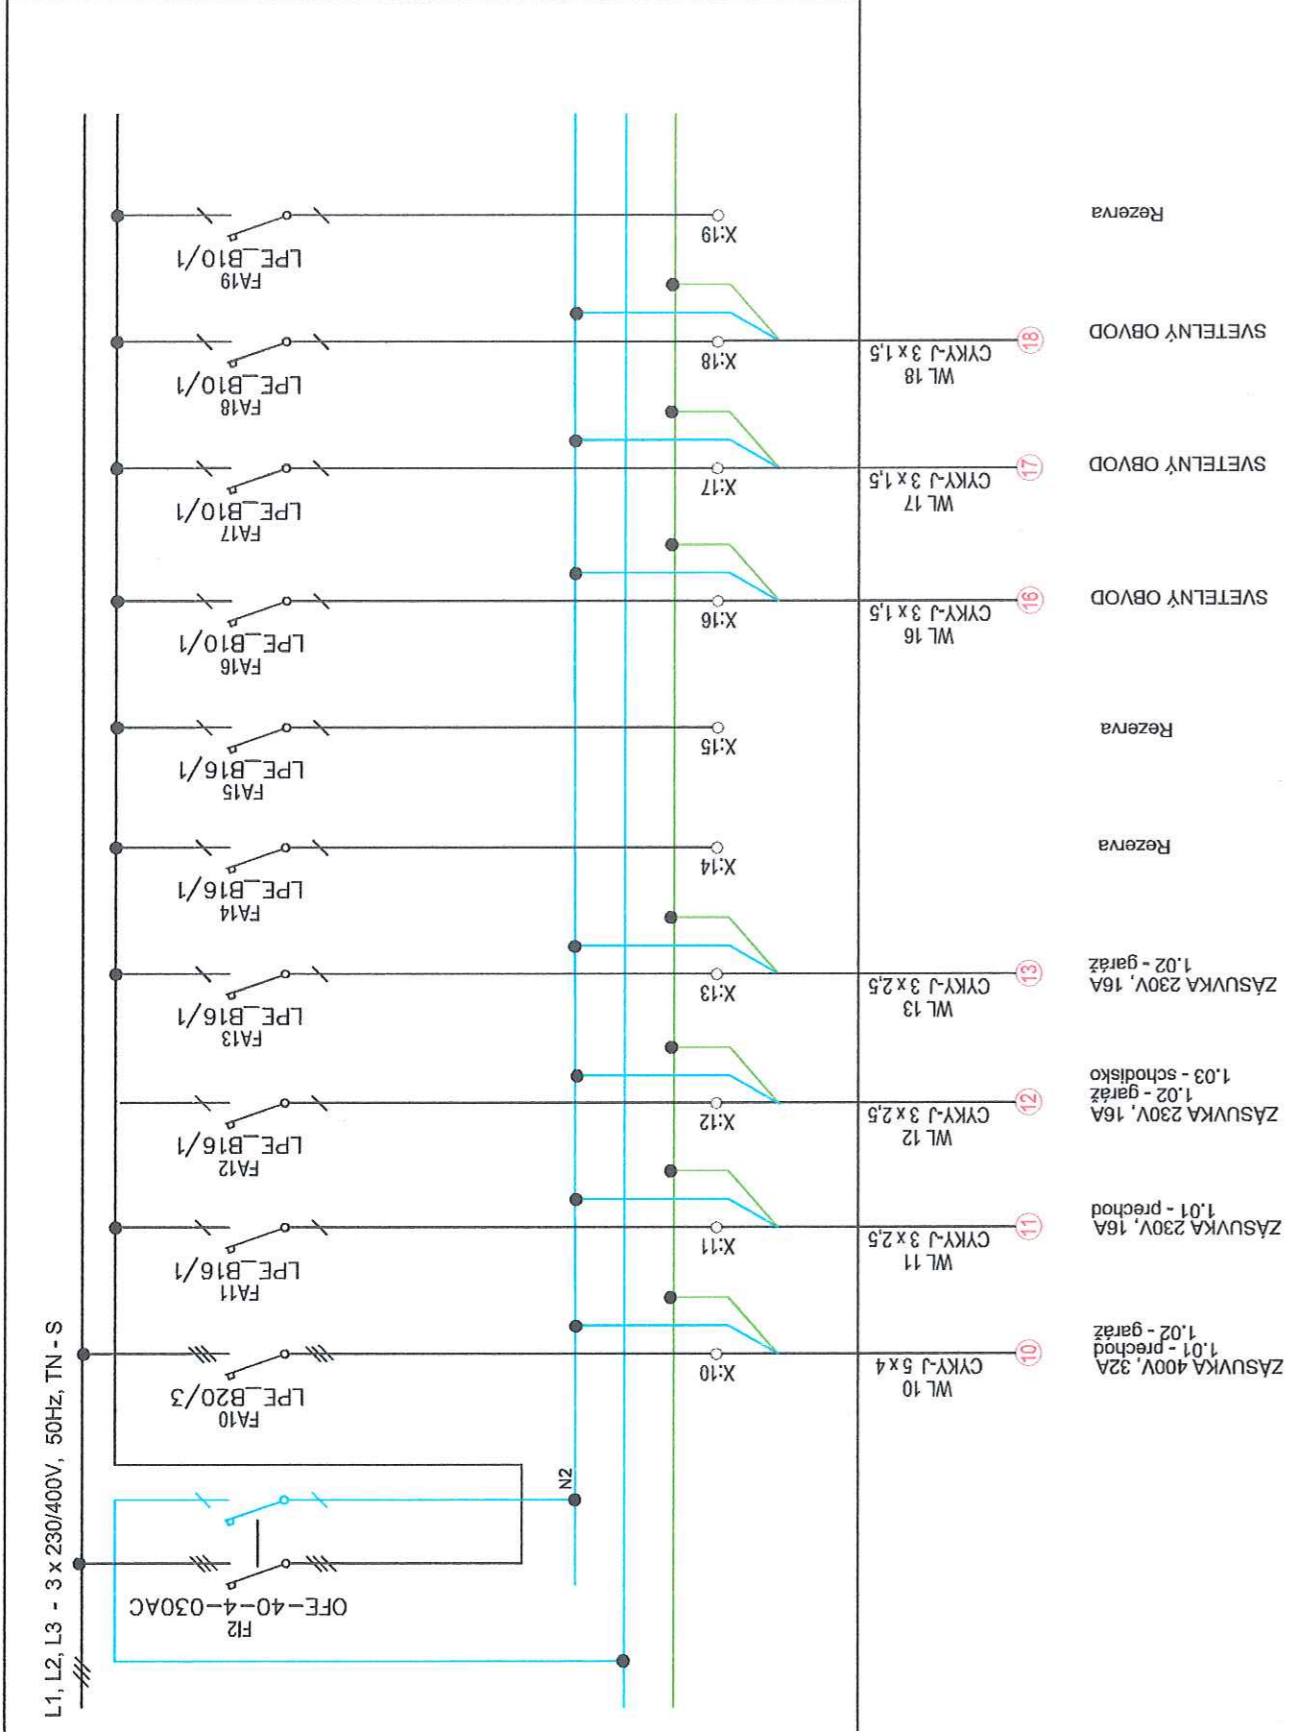 L1, L2, L3 - 3 x 230/400V, 50Hz, TN - S
FI2
OFE-40-4-030AC
N2
FA10
LPE_B20/3
X:10
WL 10
CYKY-J 5 x 4
10
ZÁSUVKA 400V, 32A
1.01 - prechod
1.02 - garáž
FA11
LPE_B16/1
X:11
WL 11
CYKY-J 3 x 2,5
11
ZÁSUVKA 230V, 16A
1.01 - prechod
FA12
LPE_B16/1
X:12
WL 12
CYKY-J 3 x 2,5
12
ZÁSUVKA 230V, 16A
1.02 - garáž
1.03 - schodisko
FA13
LPE_B16/1
X:13
WL 13
CYKY-J 3 x 2,5
13
ZÁSUVKA 230V, 16A
1.02 - garáž
FA14
LPE_B16/1
X:14
Rezerva
FA15
LPE_B16/1
X:15
Rezerva
FA16
LPE_B10/1
X:16
WL 16
CYKY-J 3 x 1,5
16
SVETELNÝ OBVOD
FA17
LPE_B10/1
X:17
WL 17
CYKY-J 3 x 1,5
17
SVETELNÝ OBVOD
FA18
LPE_B10/1
X:18
WL 18
CYKY-J 3 x 1,5
18
SVETELNÝ OBVOD
FA19
LPE_B10/1
X:19
Rezerva